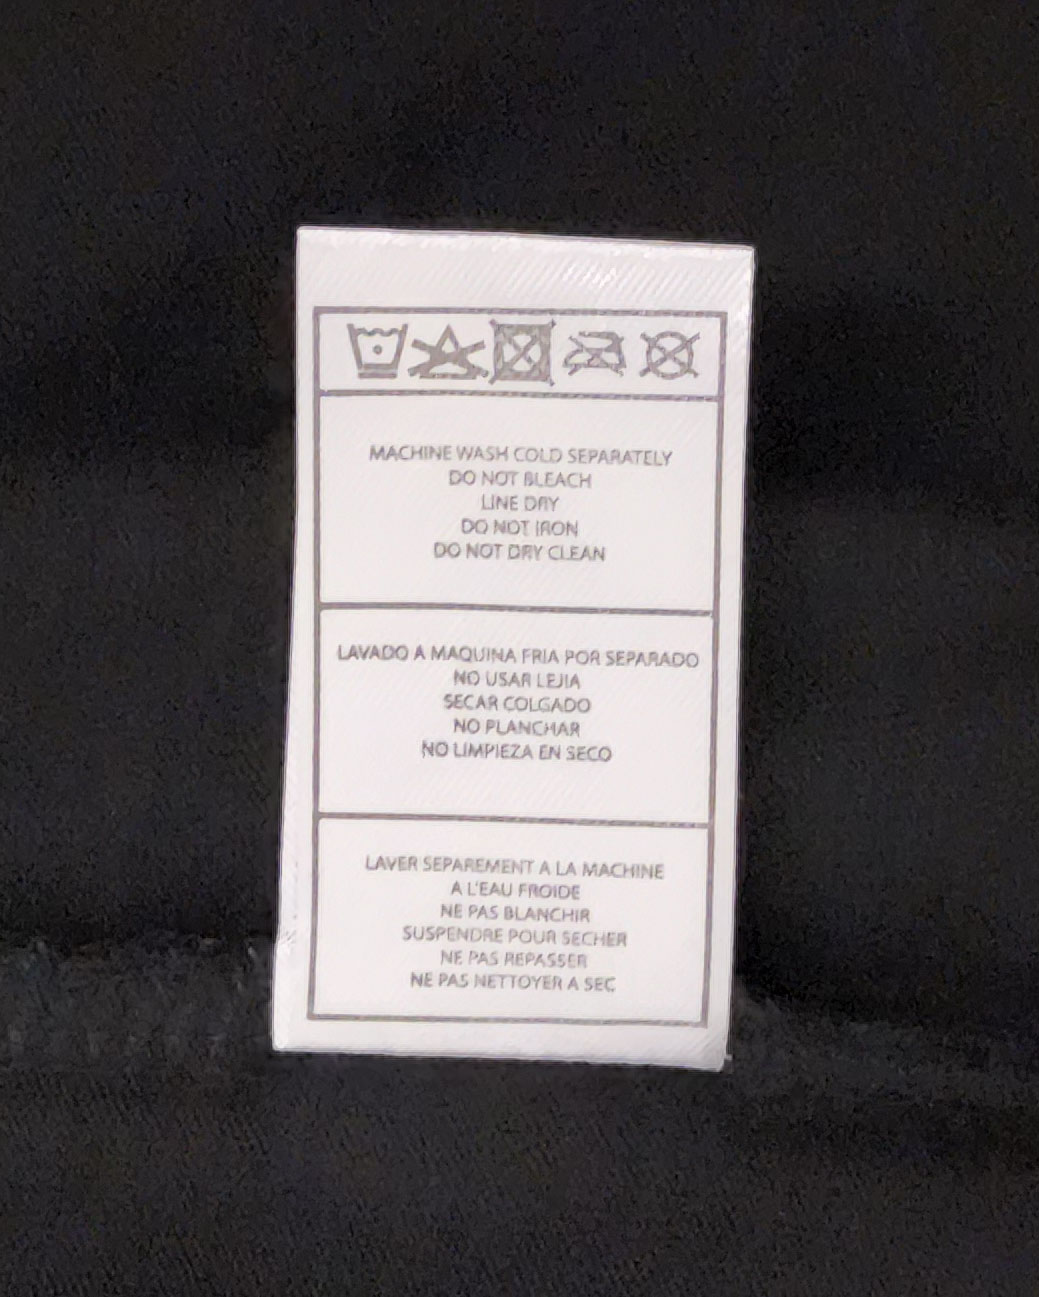 MACHINE WASH COLD SEPARATELY
DO NOT BLEACH
LINE DRY
DO NOT IRON
DO NOT DRY CLEAN
LAVADO A MAQUINA FRIA POR SEPARADO
NO USAR LEJIA
SECAR COLGADO
NO PLANCHAR
NO LIMPIEZA EN SECO
LAVER SEPAREMENT A LA MACHINE
A L'EAU FROIDE
NE PAS BLANCHIR
SUSPENDRE POUR SECHER
NE PAS REPASSER
NE PAS NETTOYER A SEC